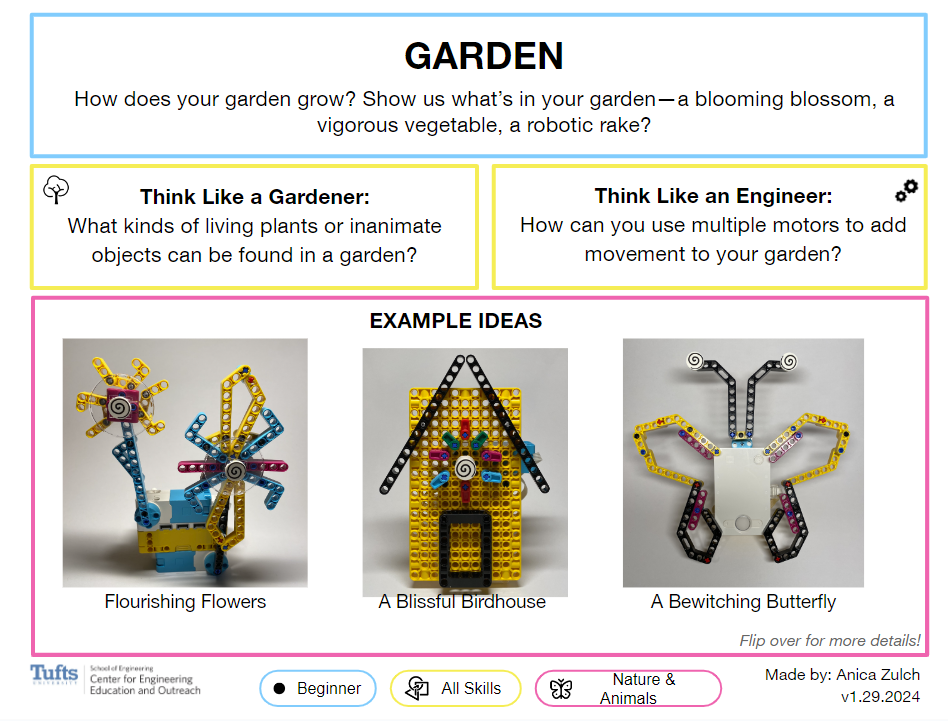 GARDEN
How does your garden grow? Show us what's in your garden—a blooming blossom, a
vigorous vegetable, a robotic rake?
Think Like a Gardener:
What kinds of living plants or inanimate
objects can be found in a garden?
Think Like an Engineer:
How can you use multiple motors to add
movement to your garden?
EXAMPLE IDEAS
Flourishing Flowers
A Blissful Birdhouse
A Bewitching Butterfly
Flip over for more details!
Tufts
UNIVERSITY
School of Engineering
Center for Engineering
Education and Outreach
Beginner
All Skills
Nature &
Animals
Made by: Anica Zulch
v1.29.2024